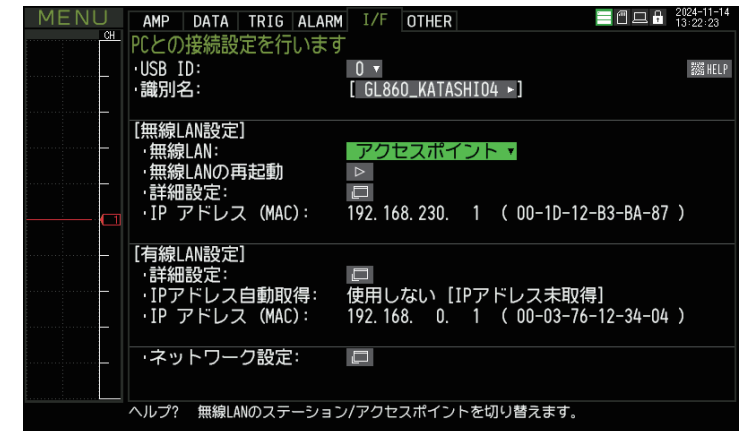 MENU AMP DATA TRIG ALARM I/F OTHER 2024-11-14
13:22:23
CH
PCとの接続設定を行います
・USB ID: 0 ▼ HELP
・識別名: [ GL860_KATASHI04 ▸]
[無線LAN設定]
・無線LAN: アクセスポイント ▼
・無線LANの再起動 ▷
・詳細設定:
・IP アドレス (MAC): 192.168.230. 1 ( 00-1D-12-B3-BA-87 )
1
[有線LAN設定]
・詳細設定:
・IPアドレス自動取得: 使用しない [IPアドレス未取得]
・IP アドレス (MAC): 192.168. 0. 1 ( 00-03-76-12-34-04 )
・ネットワーク設定:
ヘルプ? 無線LANのステーション/アクセスポイントを切り替えます。